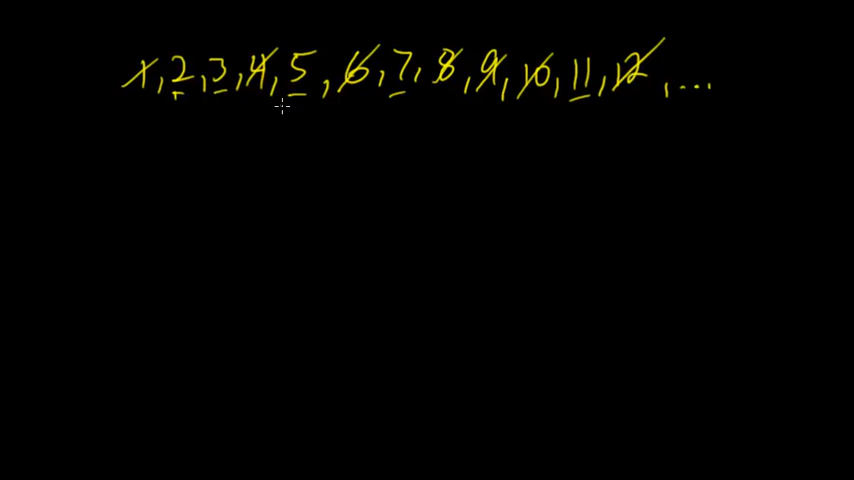 1, 2, 3, 4, 5, 6, 7, 8, 9, 10, 11, 12, ...